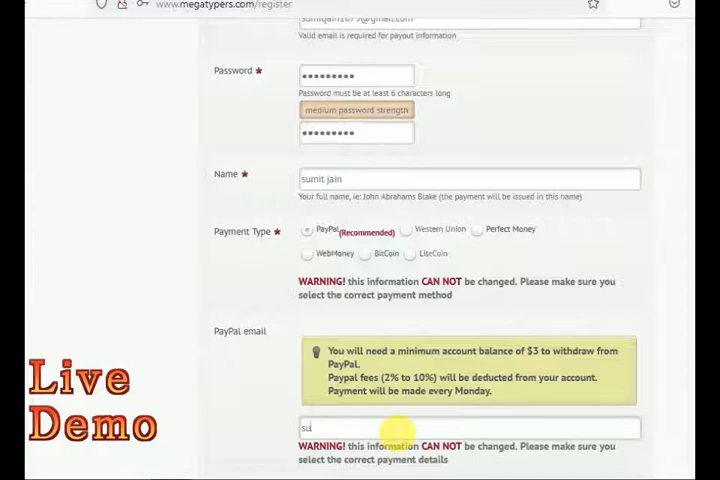 www.megatypers.com/register
Valid email is required for payout information
Password *
Password must be at least 6 characters long
medium password strength
Name *
sumit jain
Your full name, ie: John Abrahams Blake (the payment will be issued in this name)
Payment Type *
PayPal (Recommended) Western Union Perfect Money
WebMoney BitCoin LiteCoin
WARNING! this information CAN NOT be changed. Please make sure you
select the correct payment method
PayPal email
You will need a minimum account balance of $3 to withdraw from
PayPal.
Paypal fees (2% to 10%) will be deducted from your account.
Payment will be made every Monday.
su
WARNING! this information CAN NOT be changed. Please make sure you
select the correct payment details
Live
Demo